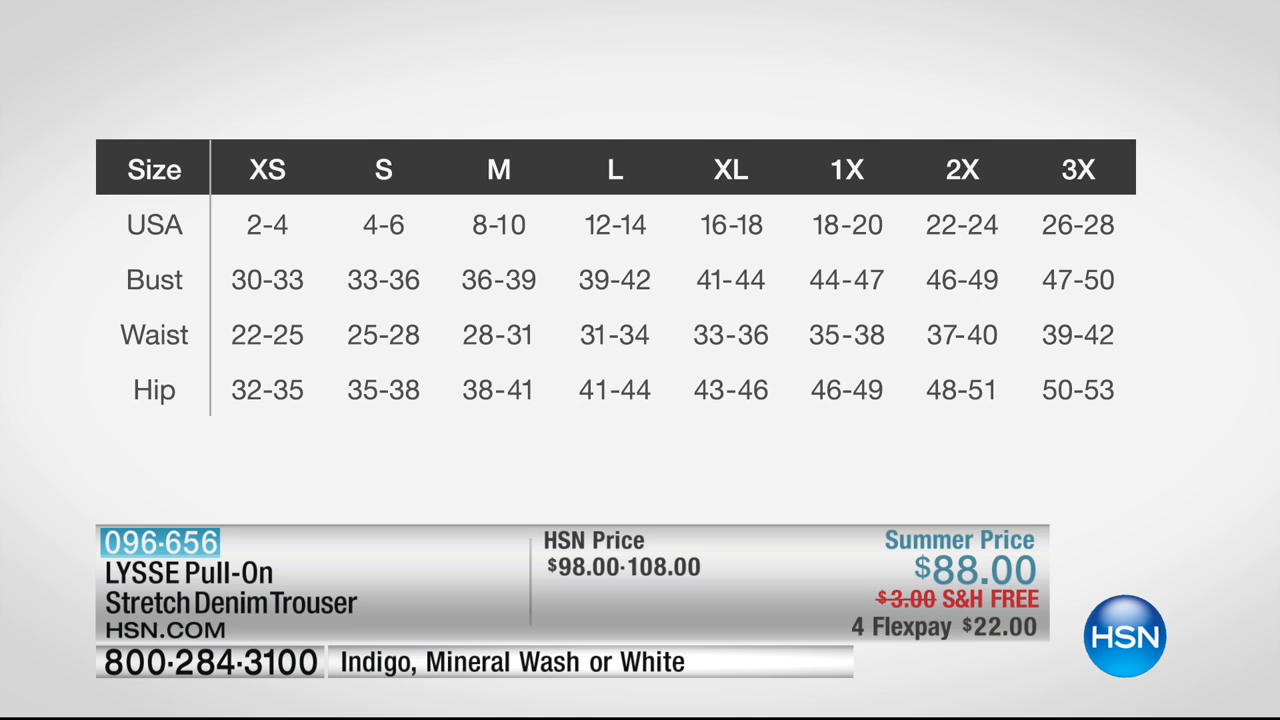 Size XS S M L XL 1X 2X 3X
USA 2-4 4-6 8-10 12-14 16-18 18-20 22-24 26-28
Bust 30-33 33-36 36-39 39-42 41-44 44-47 46-49 47-50
Waist 22-25 25-28 28-31 31-34 33-36 35-38 37-40 39-42
Hip 32-35 35-38 38-41 41-44 43-46 46-49 48-51 50-53
096·656
LYSSE Pull-On
Stretch Denim Trouser
HSN.COM
HSN Price
$98.00·108.00
Summer Price
$88.00
$3.00 S&H FREE
4 Flexpay $22.00
800·284·3100
Indigo, Mineral Wash or White
HSN